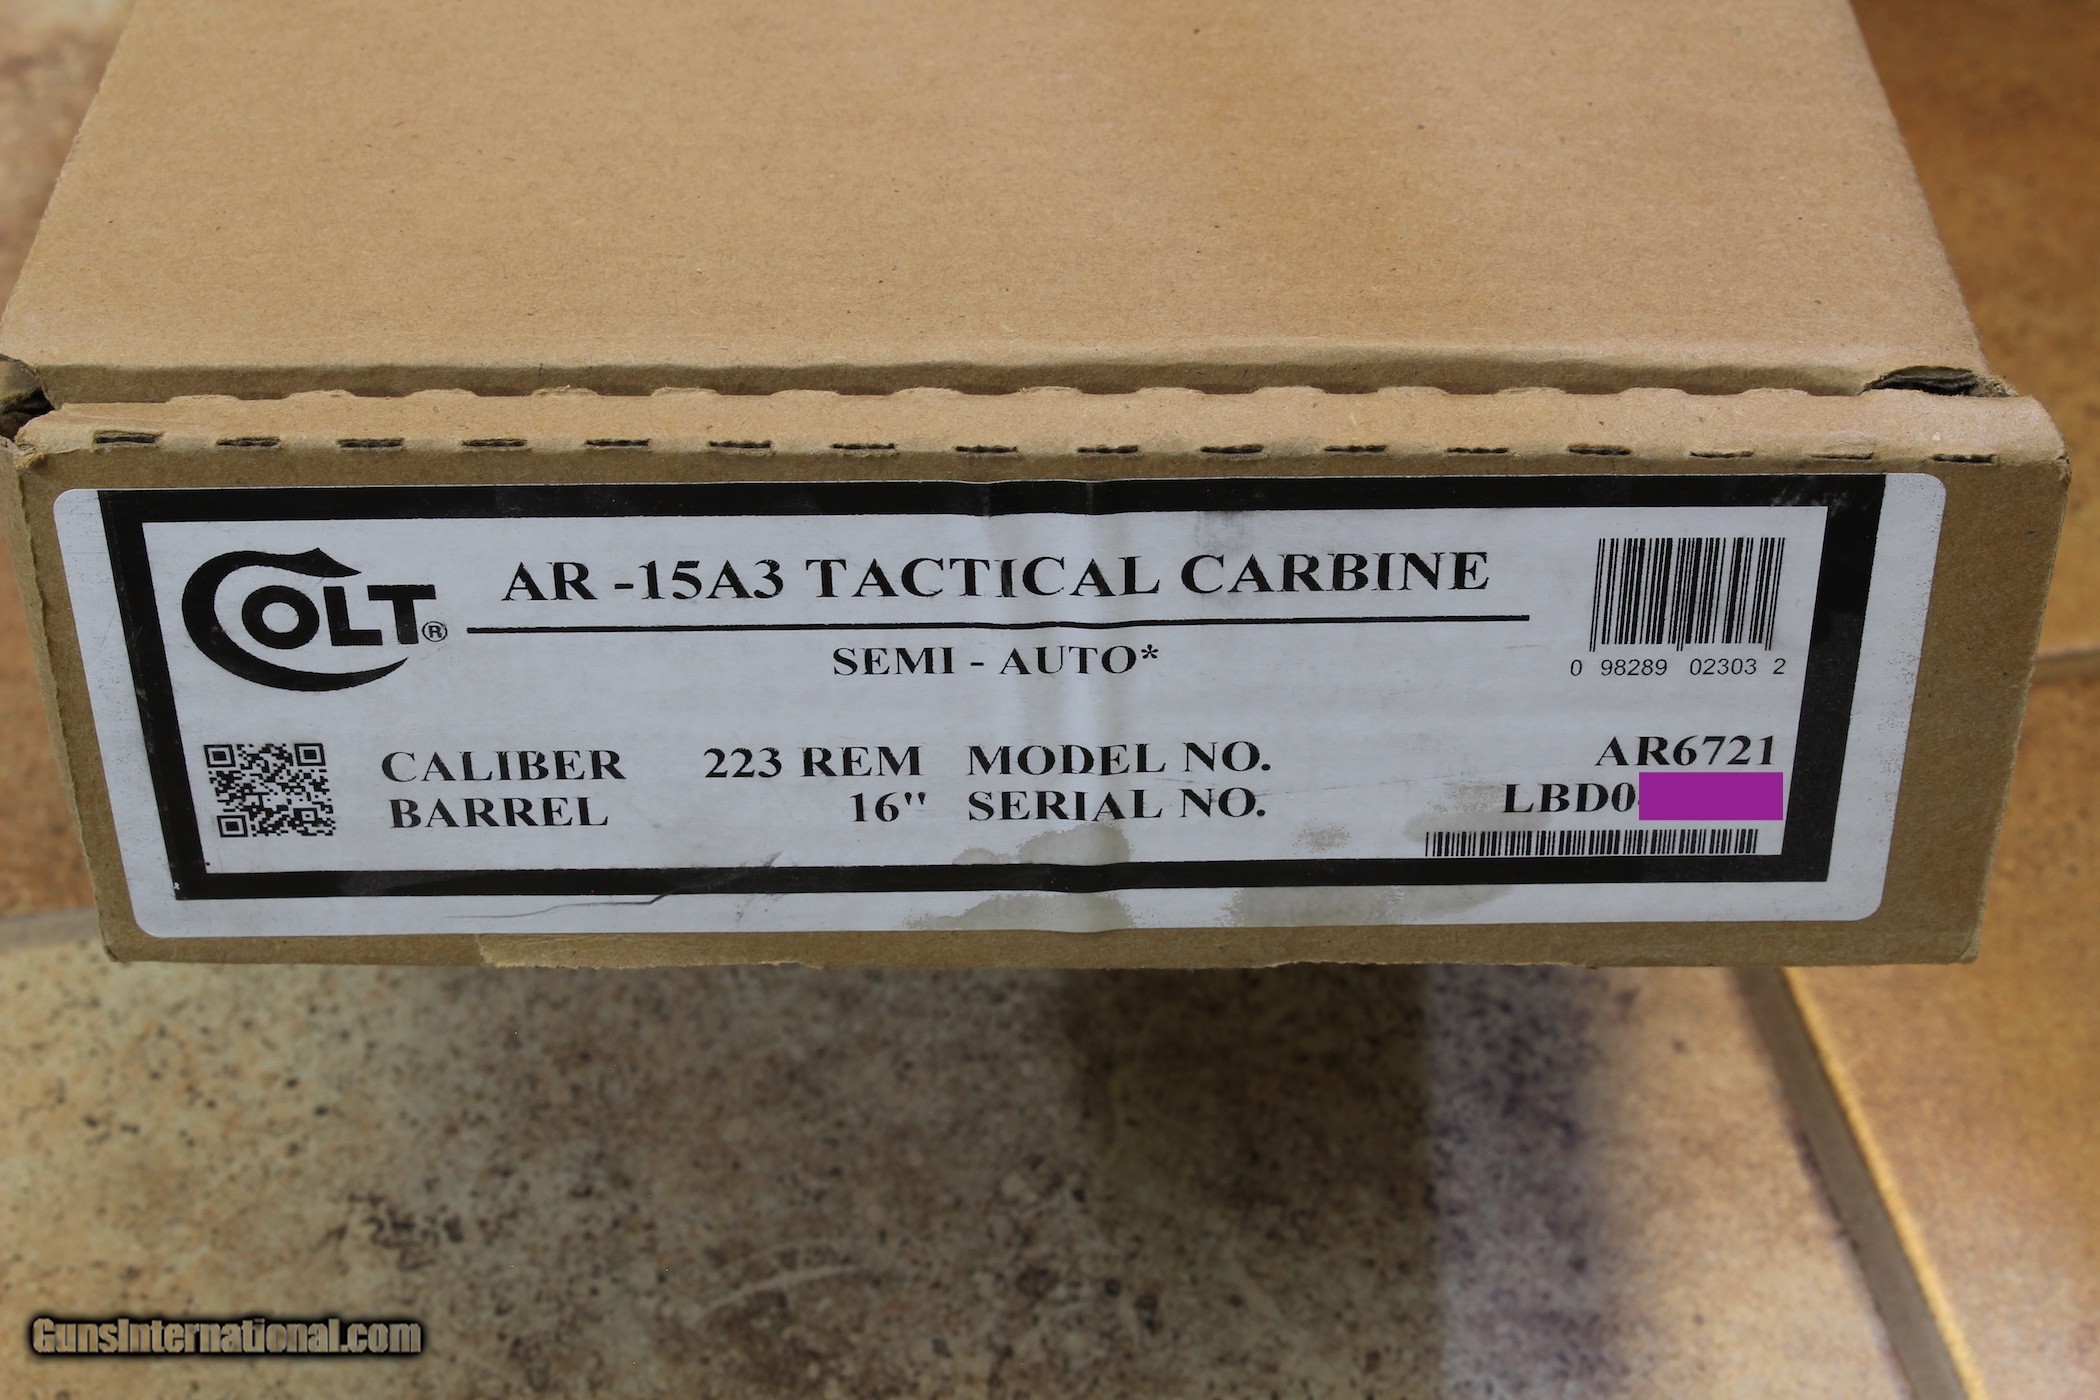 COLT®
AR -15A3 TACTICAL CARBINE
SEMI - AUTO*
0 98289 02303 2
CALIBER 223 REM MODEL NO. AR6721
BARREL 16" SERIAL NO. LBD0
GunsInternational.com